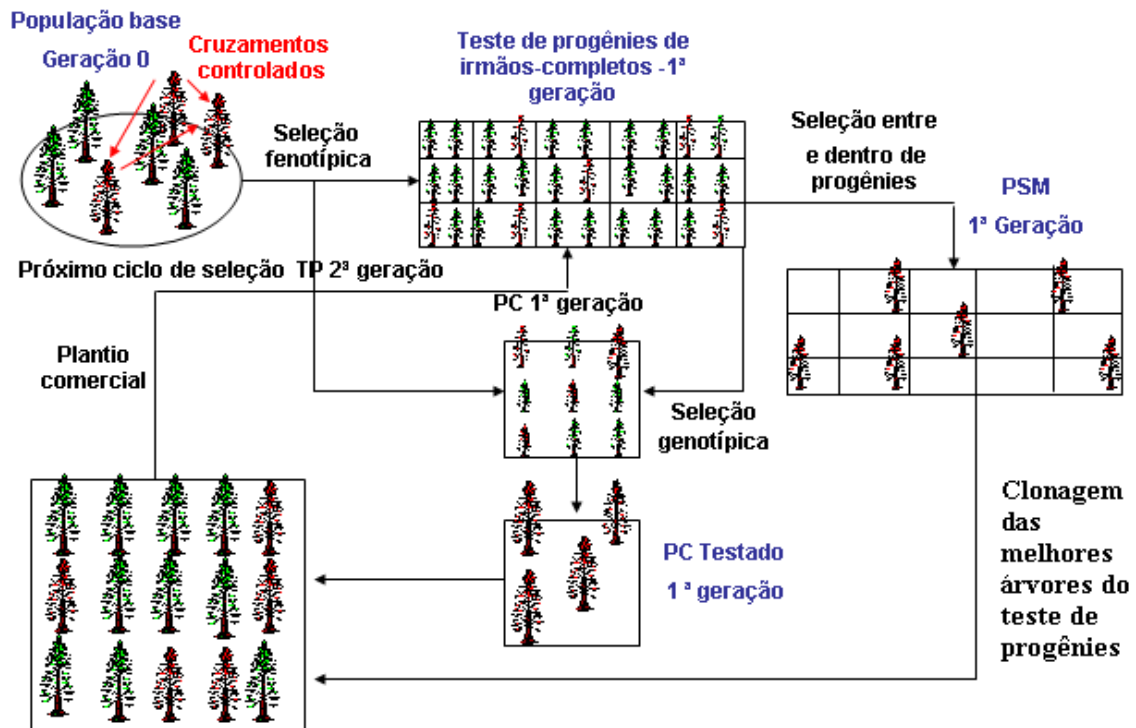 População base
Geração 0
Cruzamentos
controlados
Teste de progênies de
irmãos-completos -1ª
geração
Seleção
fenotípica
Seleção entre
e dentro de
progênies
PSM
1ª Geração
Próximo ciclo de seleção TP 2ª geração
PC 1ª geração
Plantio
comercial
Seleção
genotípica
PC Testado
1 ª geração
Clonagem
das
melhores
árvores do
teste de
progênies